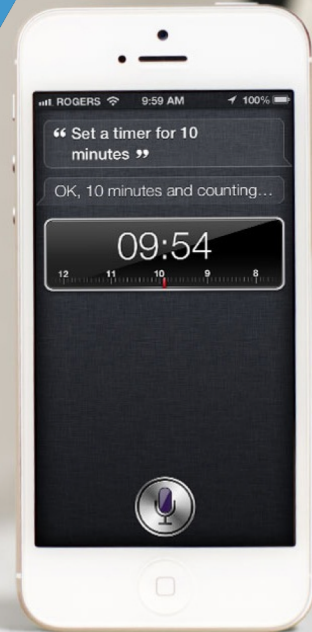 ROGERS 9:59 AM 100%
“ Set a timer for 10
minutes ”
OK, 10 minutes and counting...
09:54
12 11 10 9 8